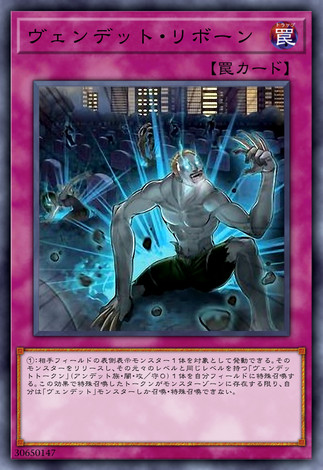 ヴェンデット・リボーン
トラップ
罠
【罠カード】
①:相手フィールドの表側表示モンスター1体を対象として発動できる。その
モンスターをリリースし、その元々のレベルと同じレベルを持つ「ヴェンデ
ットトークン」(アンデット族・闇・攻/守0)1体を自分フィールドに特殊召喚す
る。この効果で特殊召喚したトークンがモンスターゾーンに存在する限り、自
分は「ヴェンデット」モンスターしか召喚・特殊召喚できない。
30650147